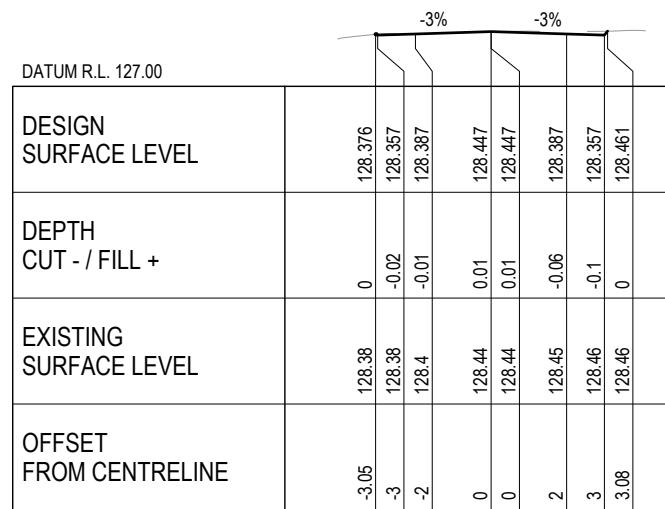 -3% -3%
DATUM R.L. 127.00
DESIGN
SURFACE LEVEL
128.376 128.357 128.387 128.447 128.447 128.387 128.357 128.461
DEPTH
CUT - / FILL +
0 -0.02 -0.01 0.01 0.01 -0.06 -0.1 0
EXISTING
SURFACE LEVEL
128.38 128.38 128.4 128.44 128.44 128.45 128.46 128.46
OFFSET
FROM CENTRELINE
-3.05 -3 -2 0 0 2 3 3.08